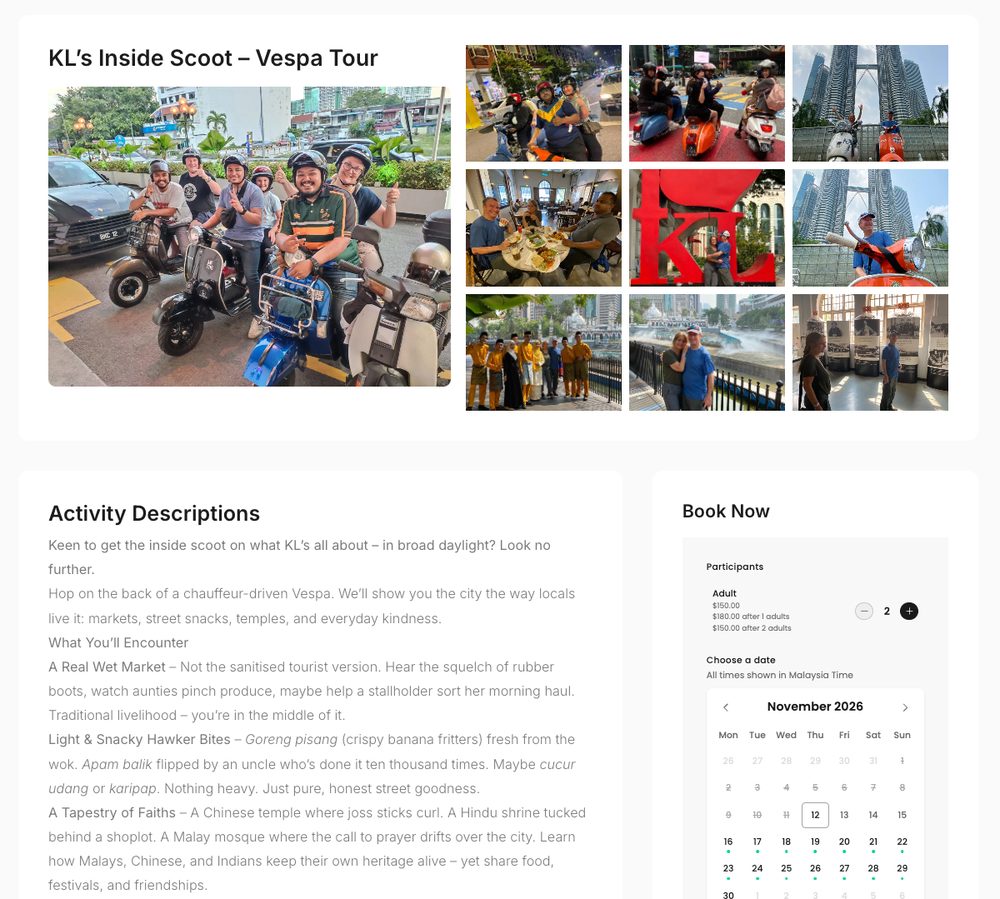 KL’s Inside Scoot – Vespa Tour
KL
Activity Descriptions
Keen to get the inside scoot on what KL’s all about – in broad daylight? Look no
further.
Hop on the back of a chauffeur-driven Vespa. We’ll show you the city the way locals
live it: markets, street snacks, temples, and everyday kindness.
What You’ll Encounter
A Real Wet Market – Not the sanitised tourist version. Hear the squelch of rubber
boots, watch aunties pinch produce, maybe help a stallholder sort her morning haul.
Traditional livelihood – you’re in the middle of it.
Light & Snacky Hawker Bites – Goreng pisang (crispy banana fritters) fresh from the
wok. Apam balik flipped by an uncle who’s done it ten thousand times. Maybe cucur
udang or karipap. Nothing heavy. Just pure, honest street goodness.
A Tapestry of Faiths – A Chinese temple where joss sticks curl. A Hindu shrine tucked
behind a shoplot. A Malay mosque where the call to prayer drifts over the city. Learn
how Malays, Chinese, and Indians keep their own heritage alive – yet share food,
festivals, and friendships.
Book Now
Participants
Adult
$150.00
$180.00 after 1 adults
$150.00 after 2 adults
2
Choose a date
All times shown in Malaysia Time
November 2026
Mon Tue Wed Thu Fri Sat Sun
26 27 28 29 30 31 1
2 3 4 5 6 7 8
9 10 11 12 13 14 15
16 17 18 19 20 21 22
23 24 25 26 27 28 29
30 1 2 3 4 5 6